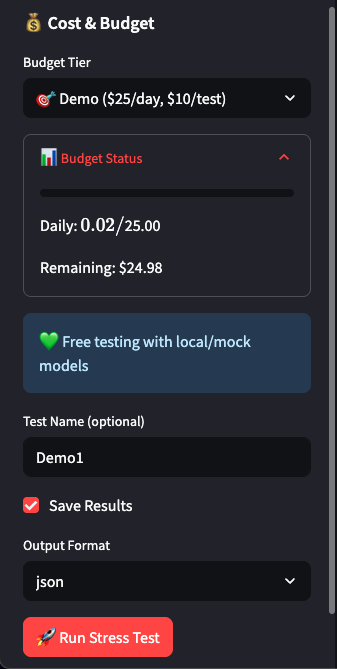 💰 Cost & Budget
Budget Tier
🎯 Demo ($25/day, $10/test)
📊 Budget Status
Daily: 0.02/25.00
Remaining: $24.98
💚 Free testing with local/mock
models
Test Name (optional)
Demo1
Save Results
Output Format
json
🚀 Run Stress Test